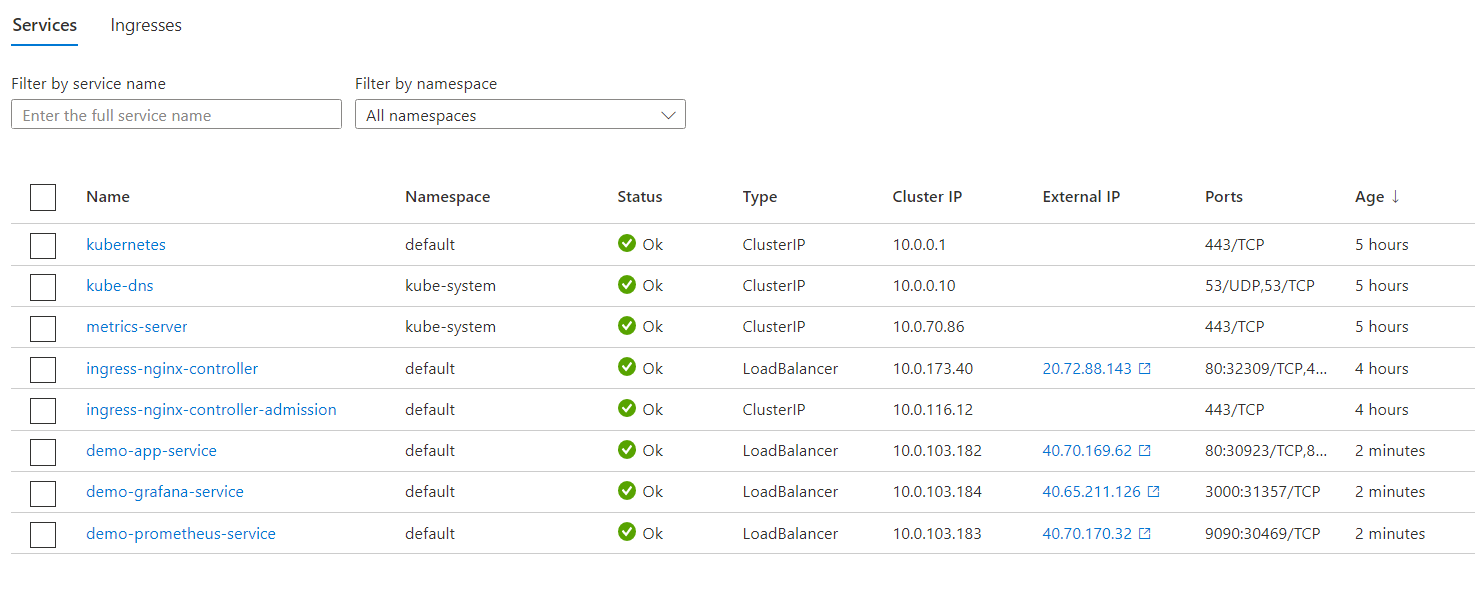 Services Ingresses
Filter by service name Filter by namespace
Enter the full service name All namespaces
Name Namespace Status Type Cluster IP External IP Ports Age ↓
kubernetes default Ok ClusterIP 10.0.0.1 443/TCP 5 hours
kube-dns kube-system Ok ClusterIP 10.0.0.10 53/UDP,53/TCP 5 hours
metrics-server kube-system Ok ClusterIP 10.0.70.86 443/TCP 5 hours
ingress-nginx-controller default Ok LoadBalancer 10.0.173.40 20.72.88.143 80:32309/TCP,4... 4 hours
ingress-nginx-controller-admission default Ok ClusterIP 10.0.116.12 443/TCP 4 hours
demo-app-service default Ok LoadBalancer 10.0.103.182 40.70.169.62 80:30923/TCP,8... 2 minutes
demo-grafana-service default Ok LoadBalancer 10.0.103.184 40.65.211.126 3000:31357/TCP 2 minutes
demo-prometheus-service default Ok LoadBalancer 10.0.103.183 40.70.170.32 9090:30469/TCP 2 minutes